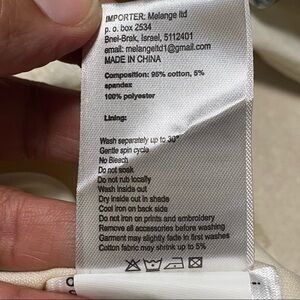 IMPORTER: Melange ltd
p. o. box 2534
Bnei-Brak, Israel, 5112401
email: melangeltd1@gmail.com
MADE IN CHINA
Composition: 95% cotton, 5%
spandex
100% polyester
Lining:
Wash separately up to 30°
Gentle spin cycle
No Bleach
Do not soak
Do not rub locally
Wash inside out
Dry inside out in shade
Cool iron on back side
Do not iron on prints and embroidery
Remove all accessories before washing
Garment may slightly fade in first washes
Cotton fabric may shrink up to 5%